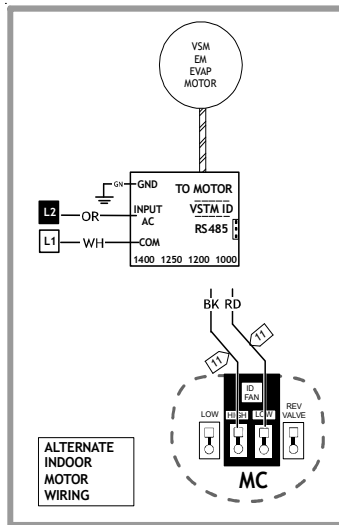 VSM
EM
EVAP
MOTOR
GN GND
TO MOTOR
L2 OR INPUT
AC
VSTM ID
RS485
L1 WH COM
1400 1250 1200 1000
BK RD
11
11
ID
FAN
LOW HIGH LOW REV
VALVE
MC
ALTERNATE
INDOOR
MOTOR
WIRING